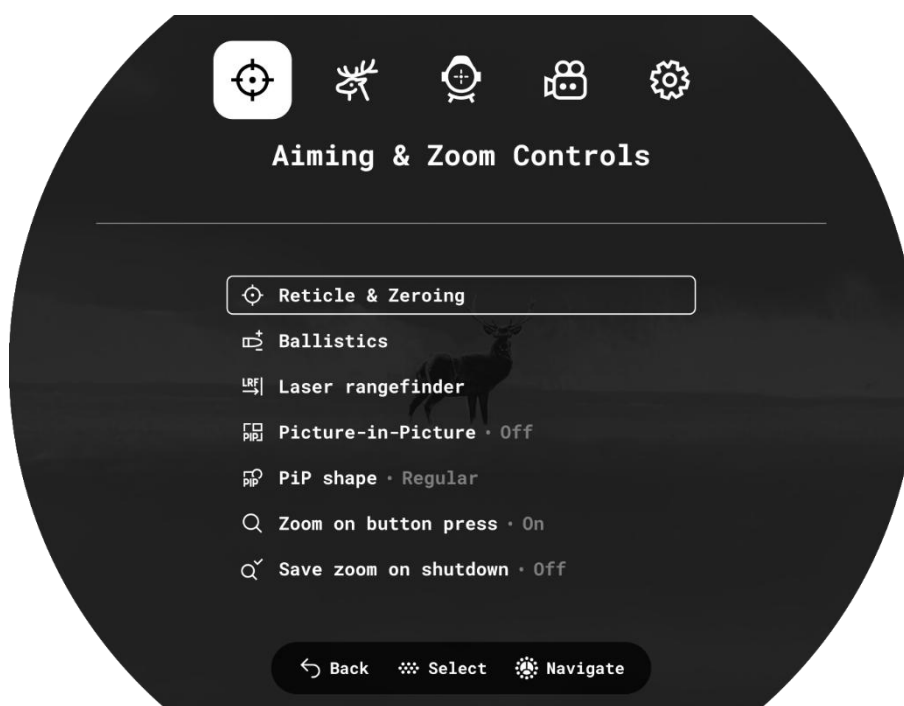 Aiming & Zoom Controls
Reticle & Zeroing
Ballistics
LRF Laser rangefinder
PIP Picture-in-Picture · Off
PIP PiP shape · Regular
Zoom on button press · On
Save zoom on shutdown · Off
Back Select Navigate